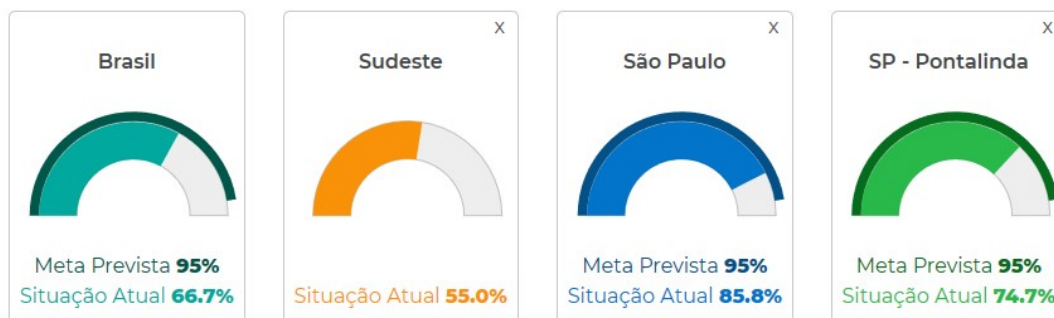 Brasil
Meta Prevista 95%
Situação Atual 66.7%
X
Sudeste
Situação Atual 55.0%
X
São Paulo
Meta Prevista 95%
Situação Atual 85.8%
X
SP - Pontalinda
Meta Prevista 95%
Situação Atual 74.7%